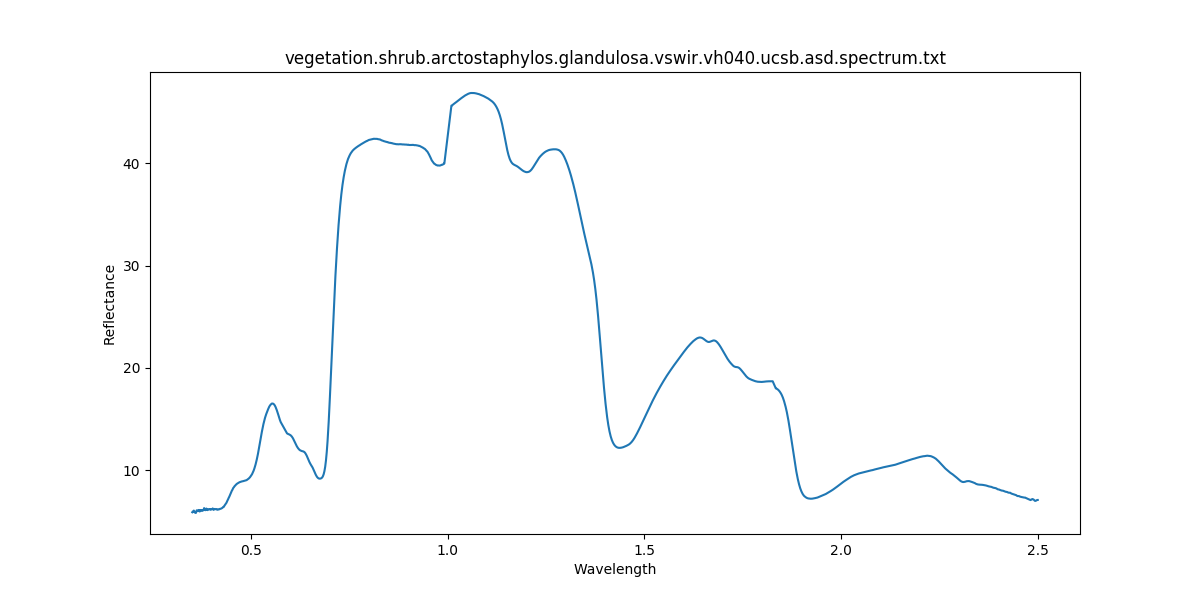 vegetation.shrub.arctostaphylos.glandulosa.vswir.vh040.ucsb.asd.spectrum.txt
Reflectance
40
30
20
10
0.5 1.0 1.5 2.0 2.5
Wavelength